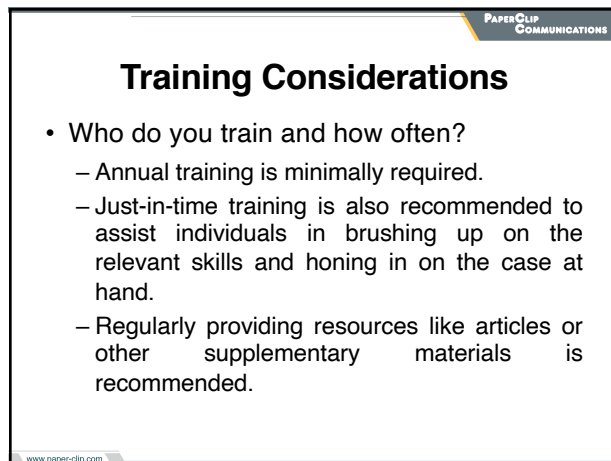 PAPERCLIP
COMMUNICATIONS
Training Considerations
• Who do you train and how often?
– Annual training is minimally required.
– Just-in-time training is also recommended to
assist individuals in brushing up on the
relevant skills and honing in on the case at
hand.
– Regularly providing resources like articles or
other supplementary materials is
recommended.
www.paper-clip.com